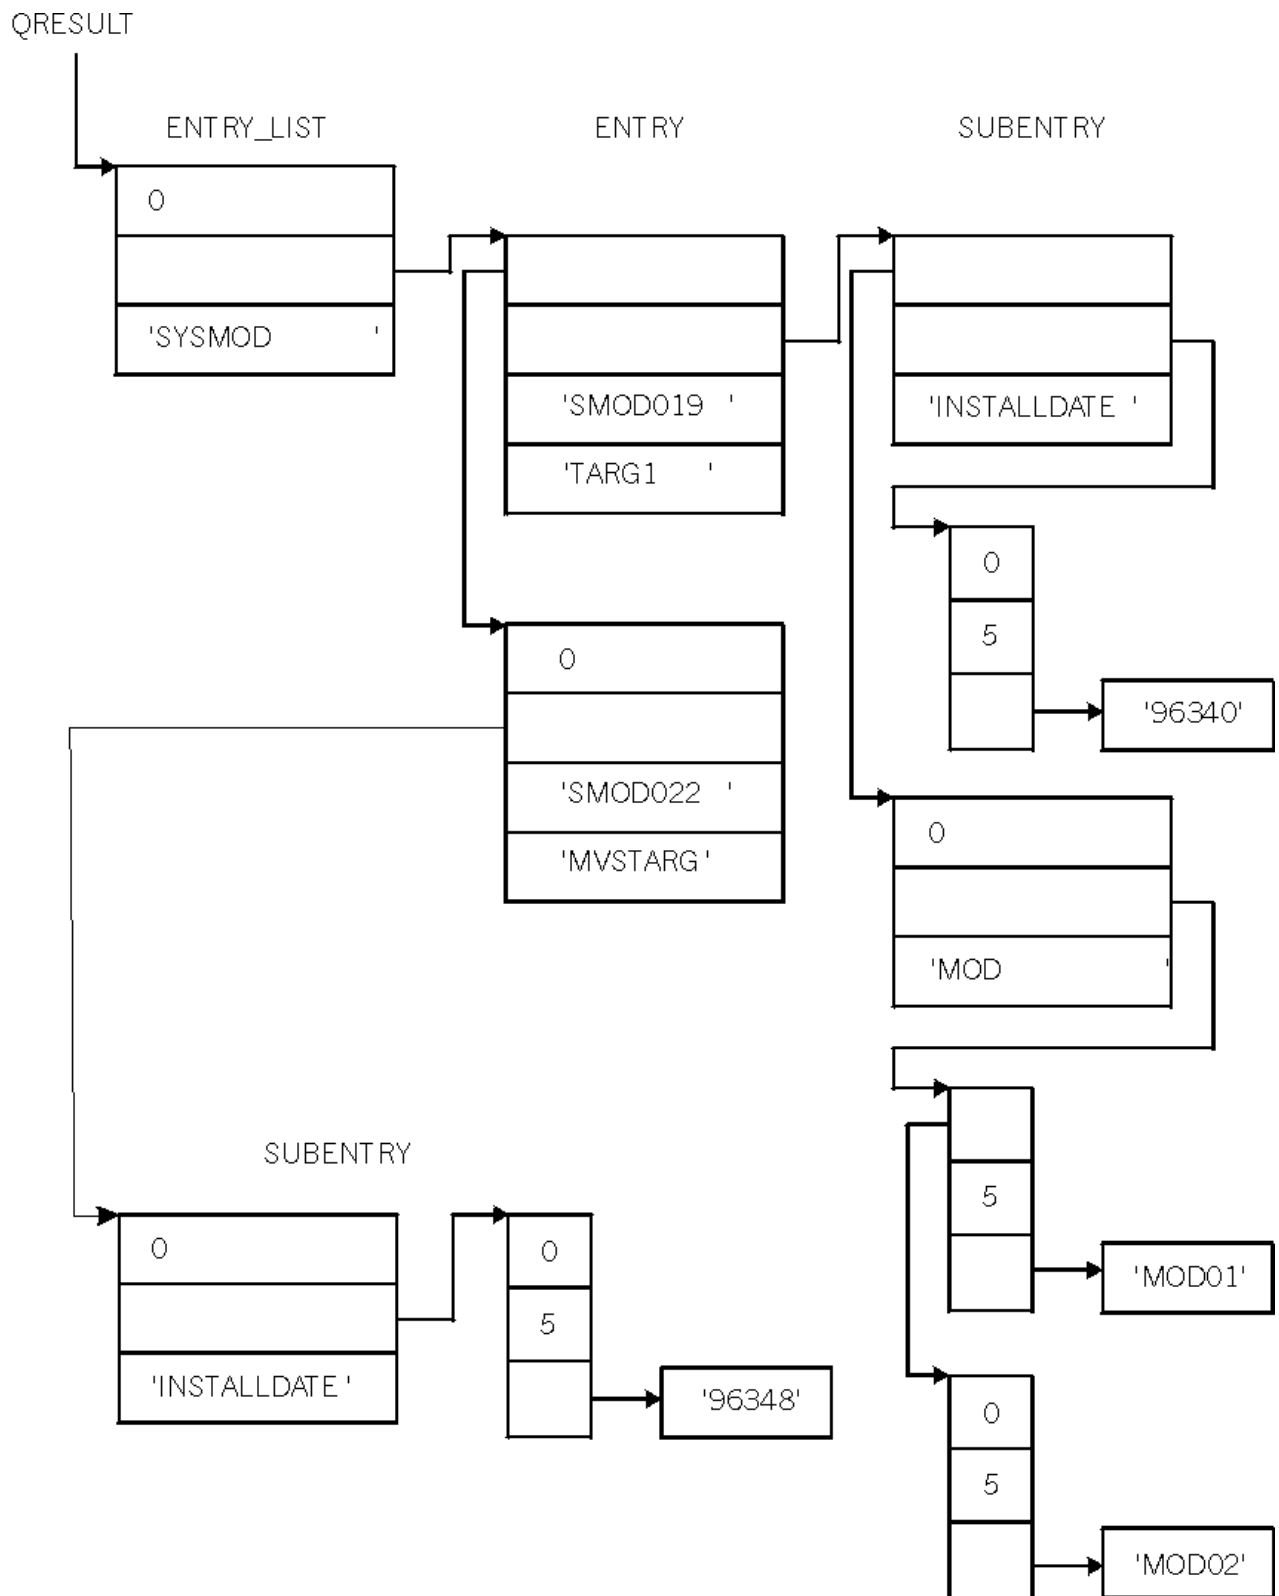 QRESULT
ENTRY_LIST
ENTRY
SUBENTRY
0
'SYSMOD '
'SMOD019 '
'TARG1 '
'INSTALLDATE '
0
5
'96340'
0
'SMOD022 '
'MVSTARG'
0
'MOD '
SUBENTRY
0
'INSTALLDATE'
0
5
'96348'
5
'MOD01'
0
5
'MOD02'